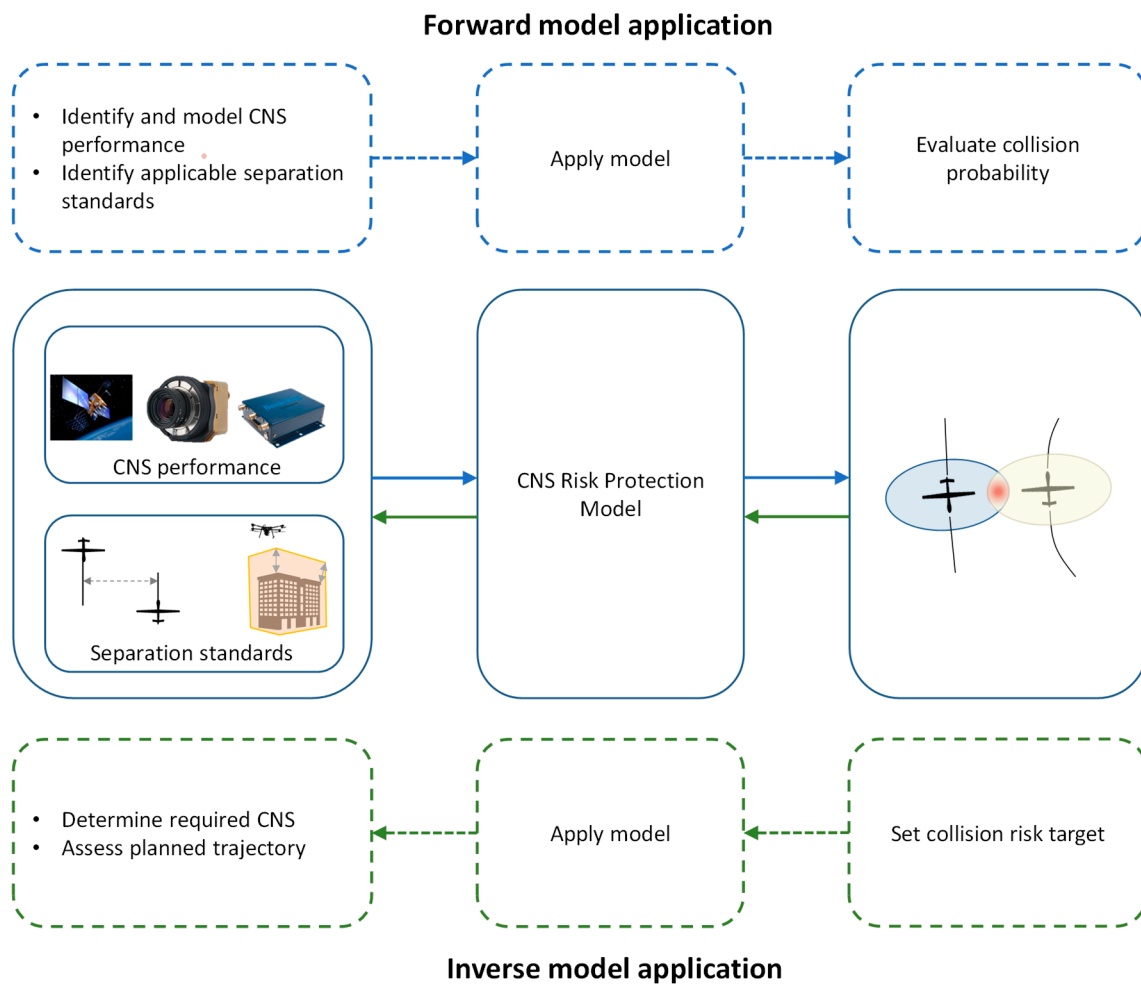 Forward model application
• Identify and model CNS
performance
• Identify applicable separation
standards
Apply model
Evaluate collision
probability
CNS performance
Separation standards
CNS Risk Protection
Model
• Determine required CNS
• Assess planned trajectory
Apply model
Set collision risk target
Inverse model application